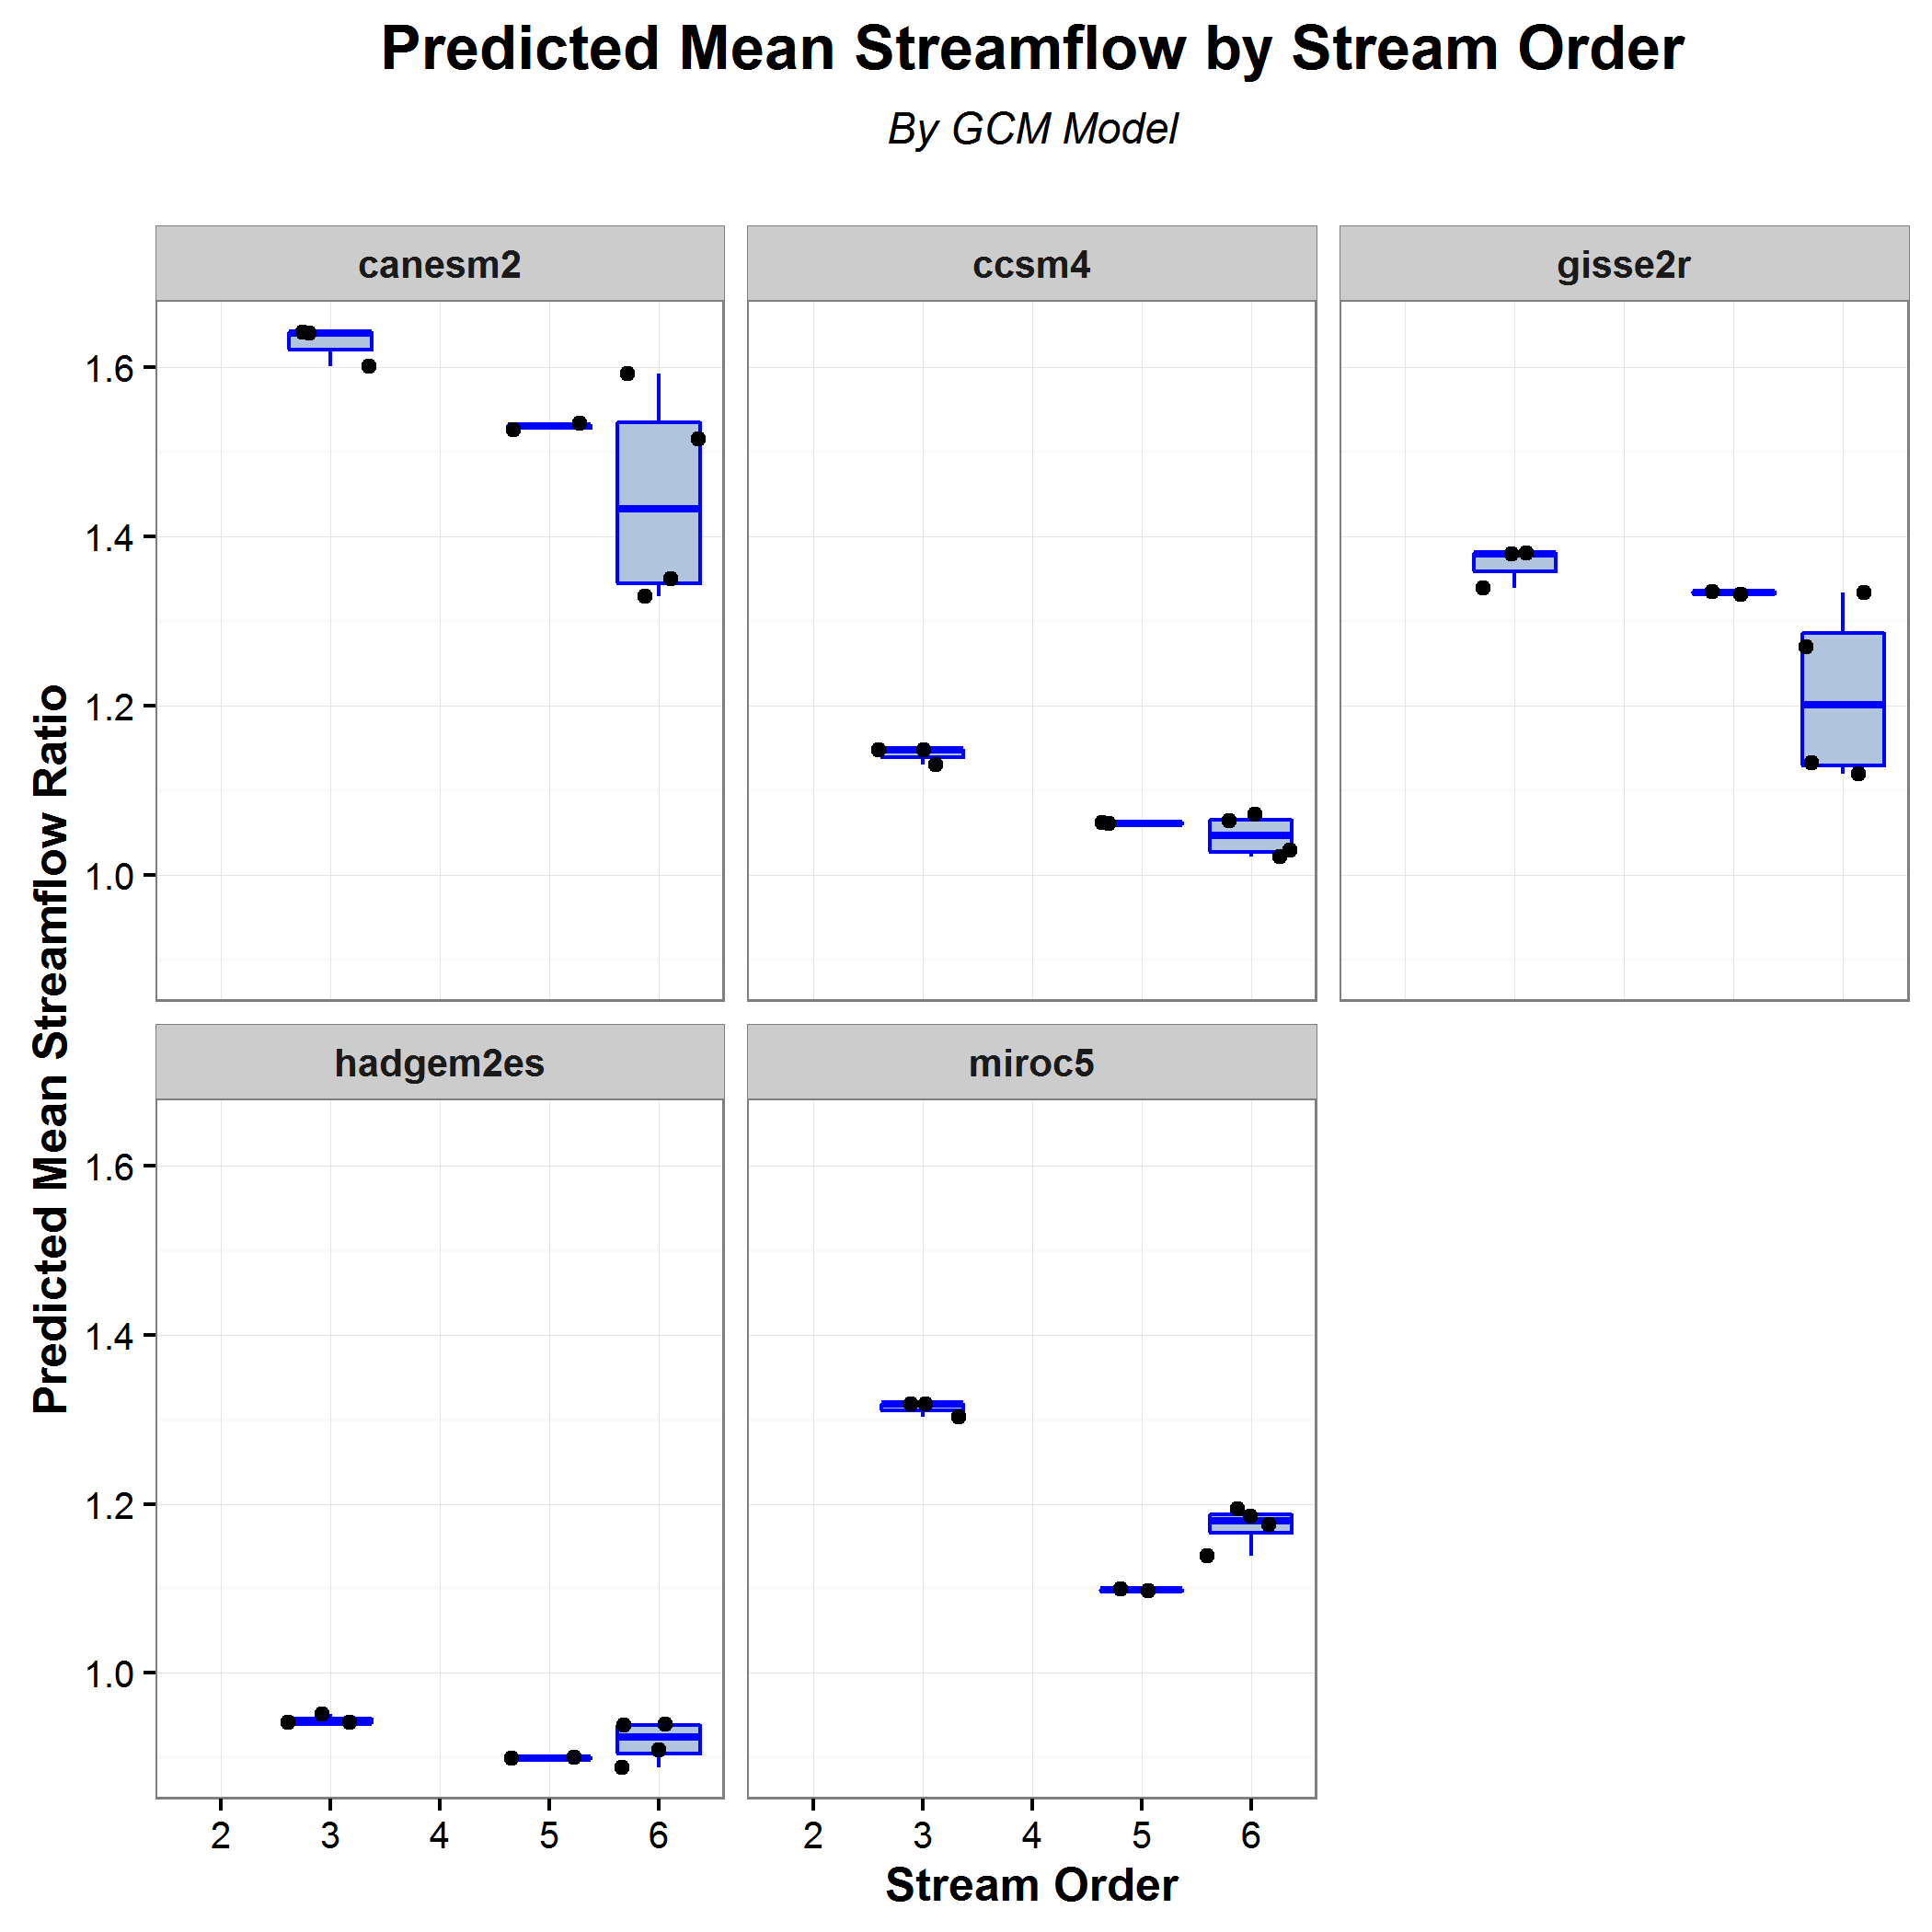 Predicted Mean Streamflow by Stream Order
By GCM Model
canesm2
ccsm4
gisse2r
1.6
1.4
1.2
1.0
Predicted Mean Streamflow Ratio
hadgem2es
miroc5
1.6
1.4
1.2
1.0
2 3 4 5 6
2 3 4 5 6
Stream Order